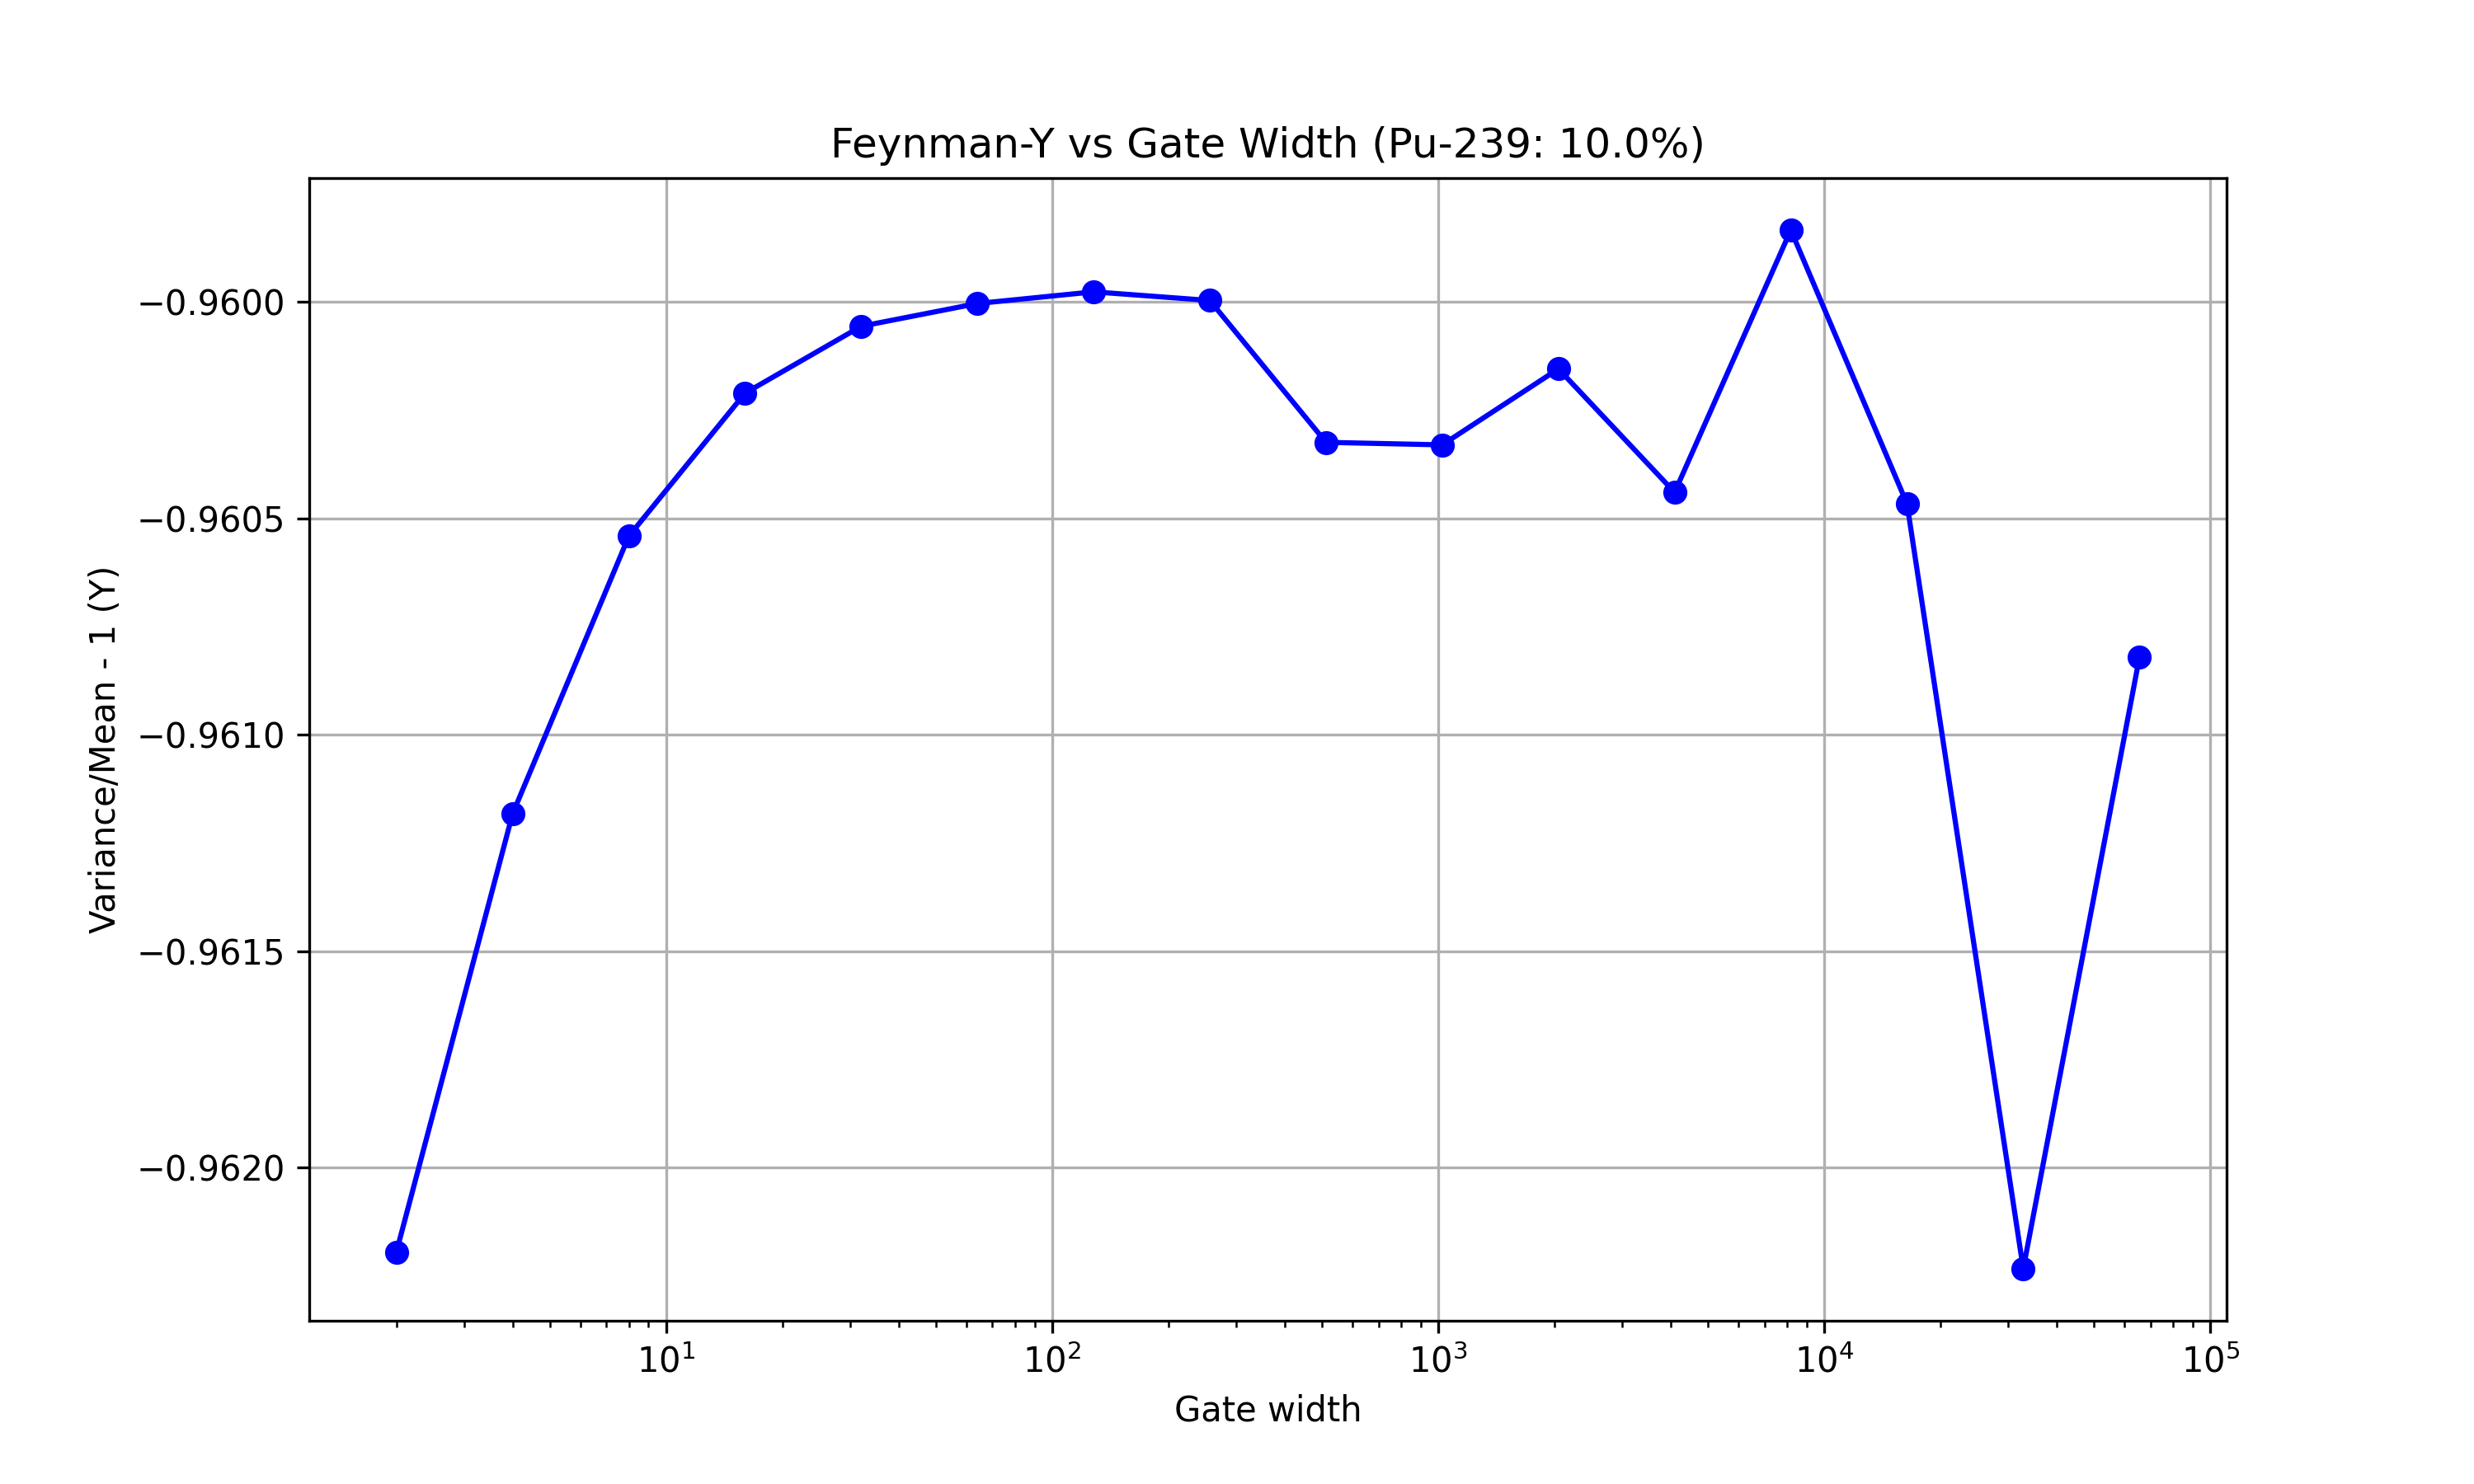 Feynman-Y vs Gate Width (Pu-239: 10.0%)
Variance/Mean - 1 (Y)
−0.9600
−0.9605
−0.9610
−0.9615
−0.9620
10¹ 10² 10³ 10⁴ 10⁵
Gate width